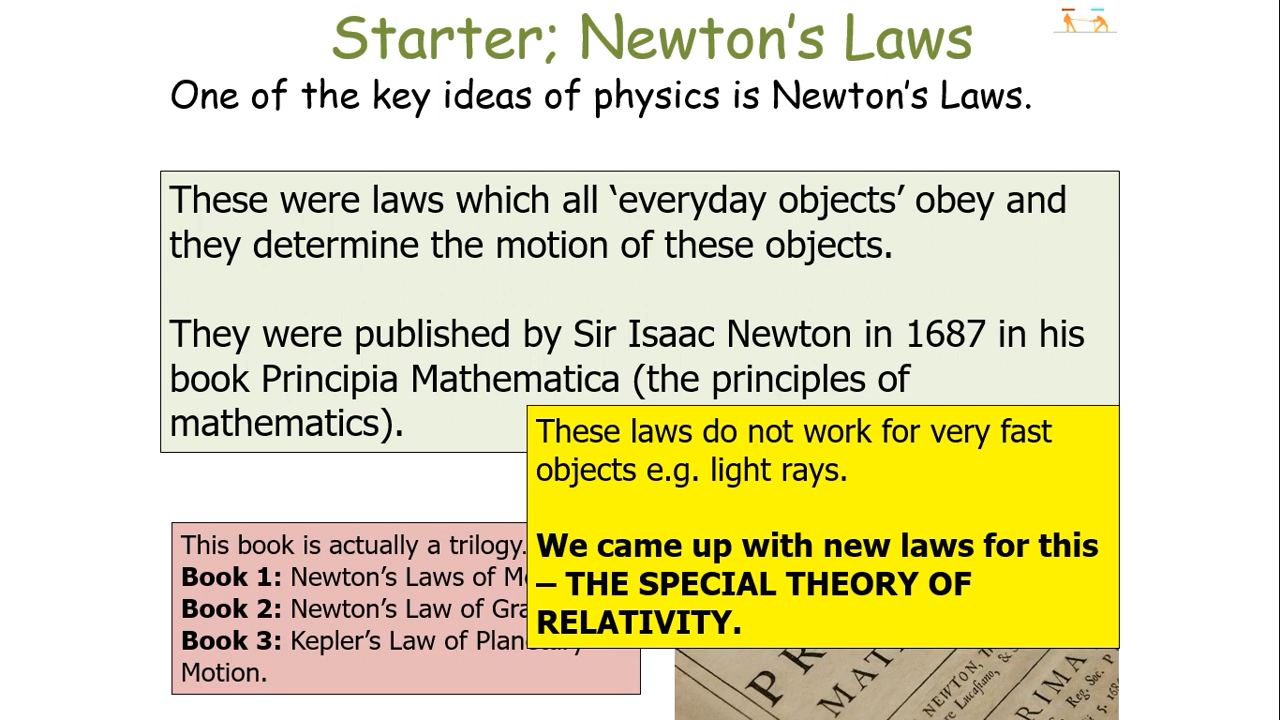 Starter; Newton’s Laws
One of the key ideas of physics is Newton’s Laws.
These were laws which all ‘everyday objects’ obey and
they determine the motion of these objects.
They were published by Sir Isaac Newton in 1687 in his
book Principia Mathematica (the principles of
mathematics).
These laws do not work for very fast
objects e.g. light rays.
We came up with new laws for this
– THE SPECIAL THEORY OF
RELATIVITY.
This book is actually a trilogy.
Book 1: Newton’s Laws of
Book 2: Newton’s Law of
Book 3: Kepler’s Law of Planetary
Motion.
NEWTON,